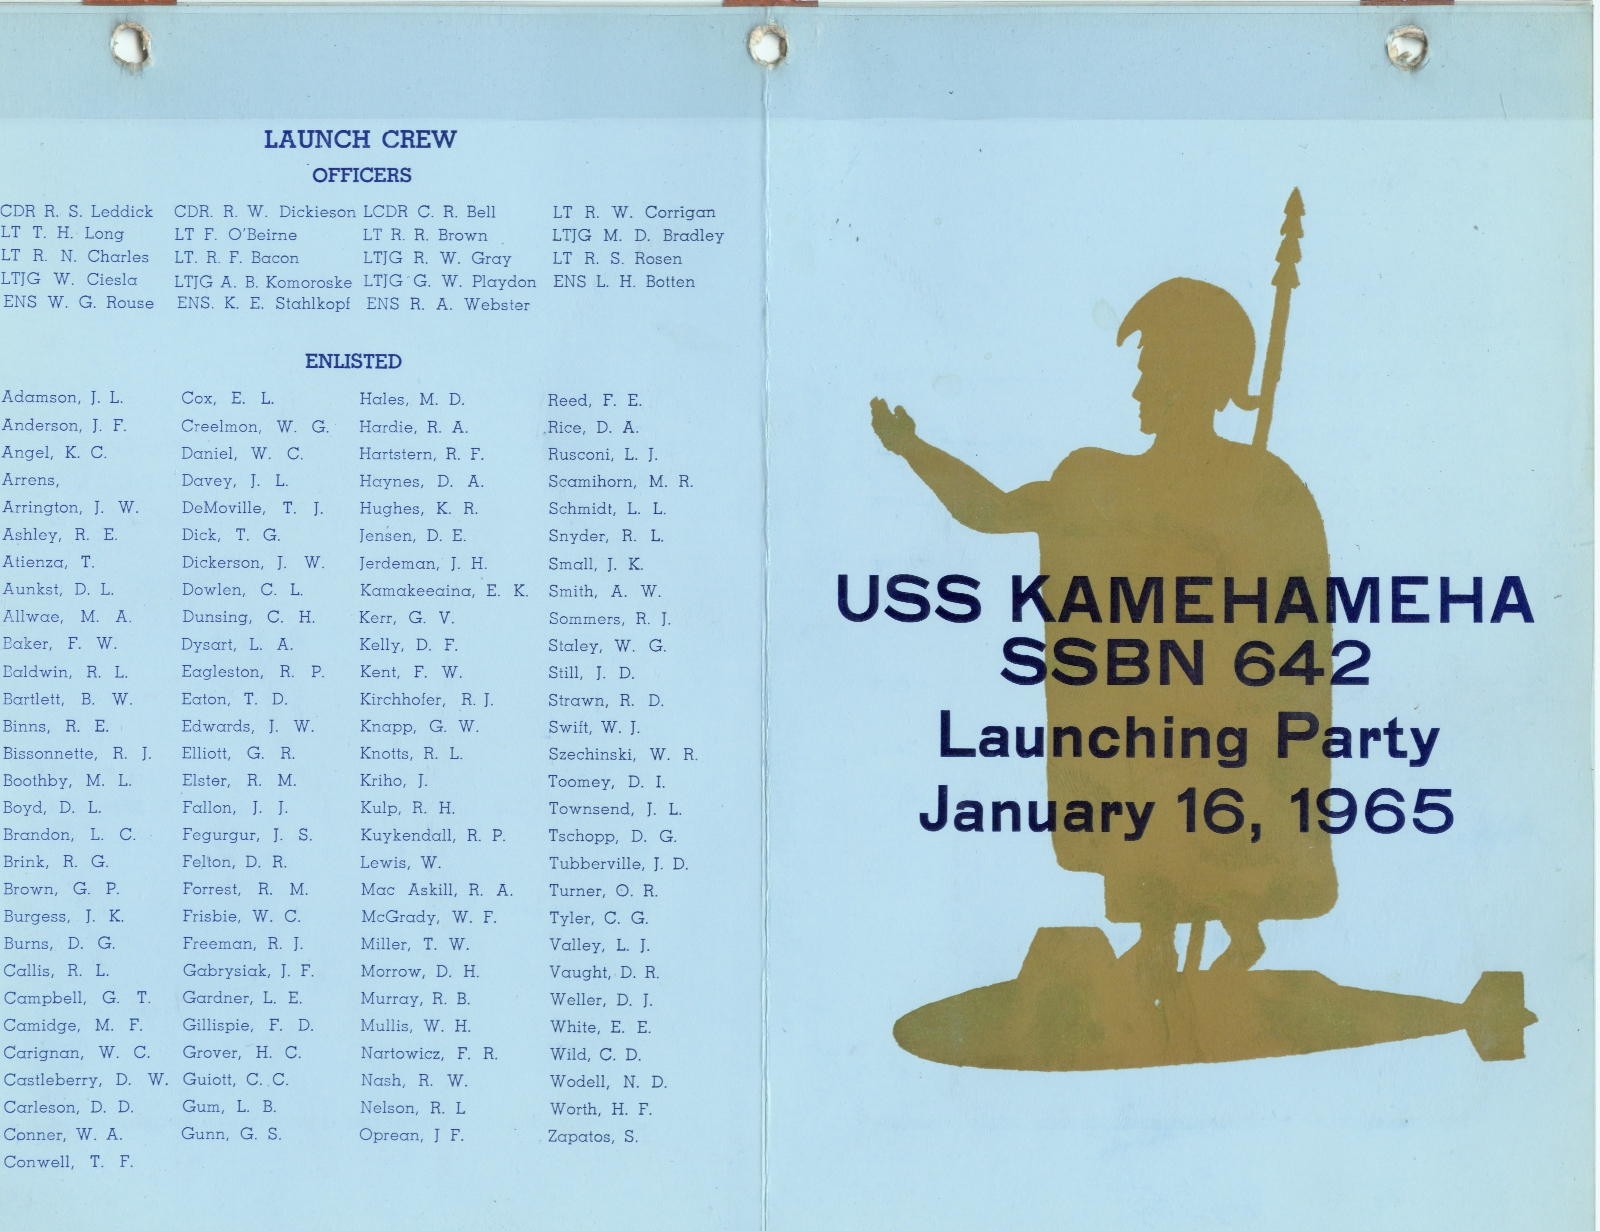 LAUNCH CREW
OFFICERS
CDR R. S. Leddick CDR. R. W. Dickieson LCDR C. R. Bell LT R. W. Corrigan
LT T. H. Long LT F. O'Beirne LT R. R. Brown LTJG M. D. Bradley
LT R. N. Charles LT. R. F. Bacon LTJG R. W. Gray LT R. S. Rosen
LTJG W. Ciesla LTJG A. B. Komoroske LTJG G. W. Playdon ENS L. H. Botten
ENS W. G. Rouse ENS. K. E. Stahlkopf ENS R. A. Webster
ENLISTED
Adamson, J. L. Cox, E. L. Hales, M. D. Reed, F. E.
Anderson, J. F. Creelmon, W. G. Hardie, R. A. Rice, D. A.
Angel, K. C. Daniel, W. C. Hartstern, R. F. Rusconi, L. J.
Arrens, Davey, J. L. Haynes, D. A. Scamihorn, M. R.
Arrington, J. W. DeMoville, T. J. Hughes, K. R. Schmidt, L. L.
Ashley, R. E. Dick, T. G. Jensen, D. E. Snyder, R. L.
Atienza, T. Dickerson, J. W. Jerdeman, J. H. Small, J. K.
Aunkst, D. L. Dowlen, C. L. Kamakeeaina, E. K. Smith, A. W.
Allwae, M. A. Dunsing, C. H. Kerr, G. V. Sommers, R. J.
Baker, F. W. Dysart, L. A. Kelly, D. F. Staley, W. G.
Baldwin, R. L. Eagleston, R. P. Kent, F. W. Still, J. D.
Bartlett, B. W. Eaton, T. D. Kirchhofer, R. J. Strawn, R. D.
Binns, R. E. Edwards, J. W. Knapp, G. W. Swift, W. J.
Bissonnette, R. J. Elliott, G. R. Knotts, R. L. Szechinski, W. R.
Boothby, M. L. Elster, R. M. Kriho, J. Toomey, D. I.
Boyd, D. L. Fallon, J. J. Kulp, R. H. Townsend, J. L.
Brandon, L. C. Fegurgur, J. S. Kuykendall, R. P. Tschopp, D. G.
Brink, R. G. Felton, D. R. Lewis, W. Tubberville, J. D.
Brown, G. P. Forrest, R. M. Mac Askill, R. A. Turner, O. R.
Burgess, J. K. Frisbie, W. C. McGrady, W. F. Tyler, C. G.
Burns, D. G. Freeman, R. J. Miller, T. W. Valley, L. J.
Callis, R. L. Gabrysiak, J. F. Morrow, D. H. Vaught, D. R.
Campbell, G. T. Gardner, L. E. Murray, R. B. Weller, D. J.
Camidge, M. F. Gillispie, F. D. Mullis, W. H. White, E. E.
Carignan, W. C. Grover, H. C. Nartowicz, F. R. Wild, C. D.
Castleberry, D. W. Guiott, C. C. Nash, R. W. Wodell, N. D.
Carleson, D. D. Gum, L. B. Nelson, R. L Worth, H. F.
Conner, W. A. Gunn, G. S. Oprean, J F. Zapatos, S.
Conwell, T. F.
USS KAMEHAMEHA
SSBN 642
Launching Party
January 16, 1965